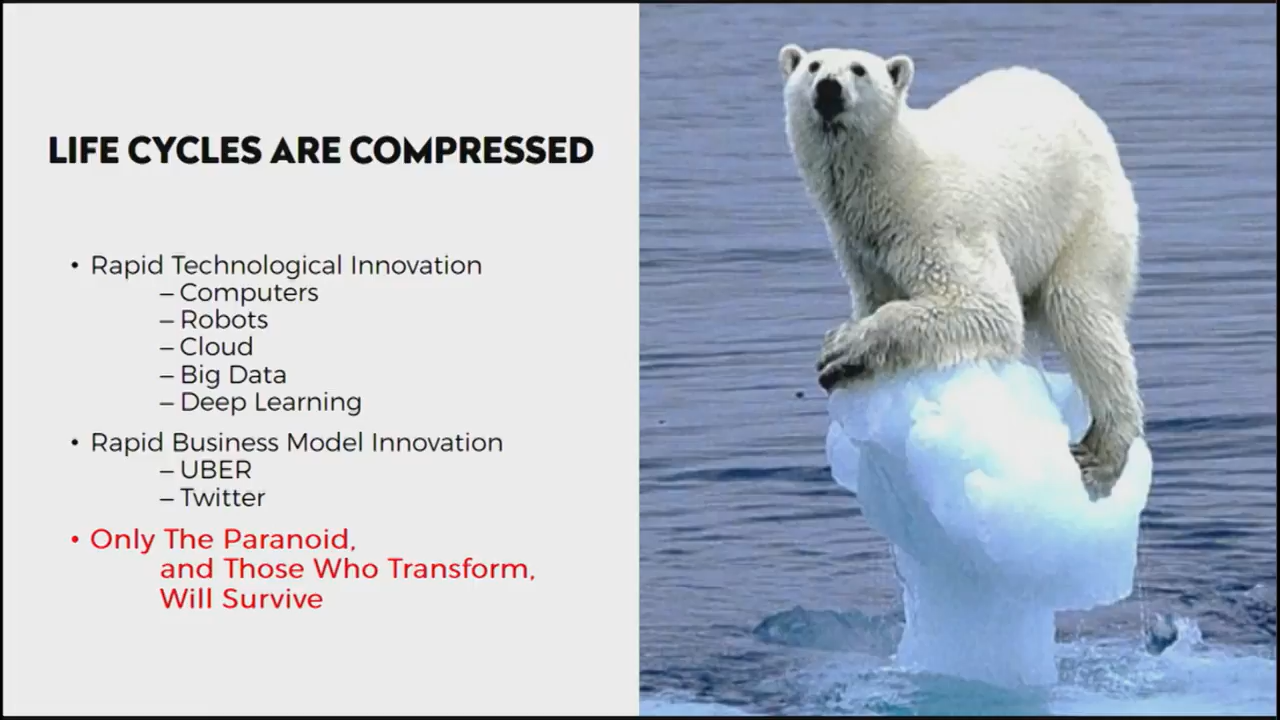 LIFE CYCLES ARE COMPRESSED
• Rapid Technological Innovation
– Computers
– Robots
– Cloud
– Big Data
– Deep Learning
• Rapid Business Model Innovation
– UBER
– Twitter
• Only The Paranoid,
and Those Who Transform,
Will Survive